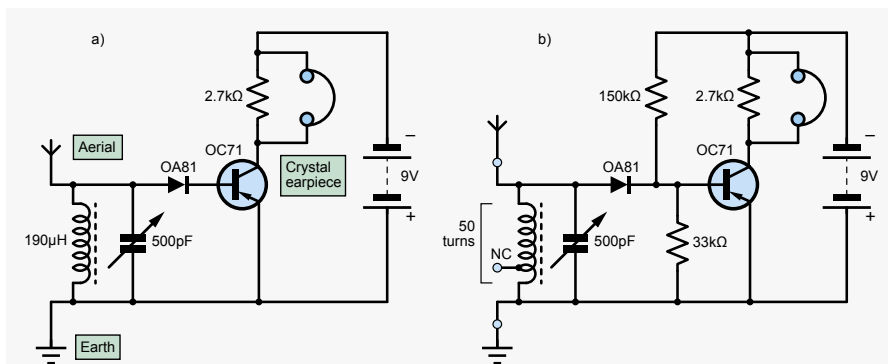 a)
2.7kΩ
Aerial
OA81
OC71
Crystal
earpiece
–
9V
+
190µH
500pF
Earth
b)
150kΩ
2.7kΩ
OC71
OA81
–
9V
+
50
turns
NC
500pF
33kΩ